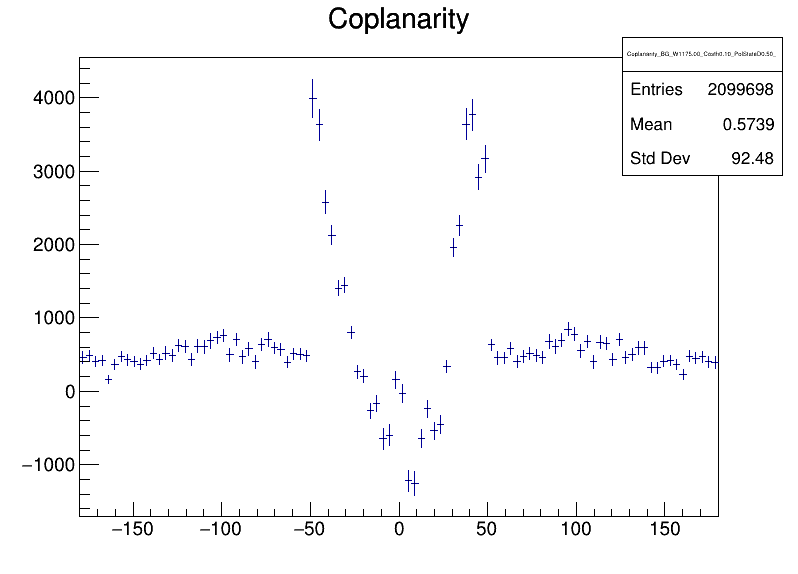 Coplanarity
Coplanarity_BG_W1175.00_Costh0.10_PolStateD0.50_
Entries 2099698
Mean 0.5739
Std Dev 92.48
4000
3000
2000
1000
0
−1000
−150 −100 −50 0 50 100 150